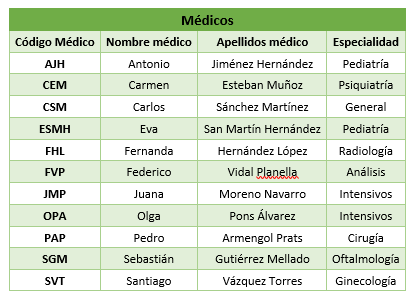 Médicos
Código Médico Nombre médico Apellidos médico Especialidad
AJH Antonio Jiménez Hernández Pediatría
CEM Carmen Esteban Muñoz Psiquiatría
CSM Carlos Sánchez Martínez General
ESMH Eva San Martín Hernández Pediatría
FHL Fernanda Hernández López Radiología
FVP Federico Vidal Planella Análisis
JMP Juana Moreno Navarro Intensivos
OPA Olga Pons Álvarez Intensivos
PAP Pedro Armengol Prats Cirugía
SGM Sebastián Gutiérrez Mellado Oftalmología
SVT Santiago Vázquez Torres Ginecología